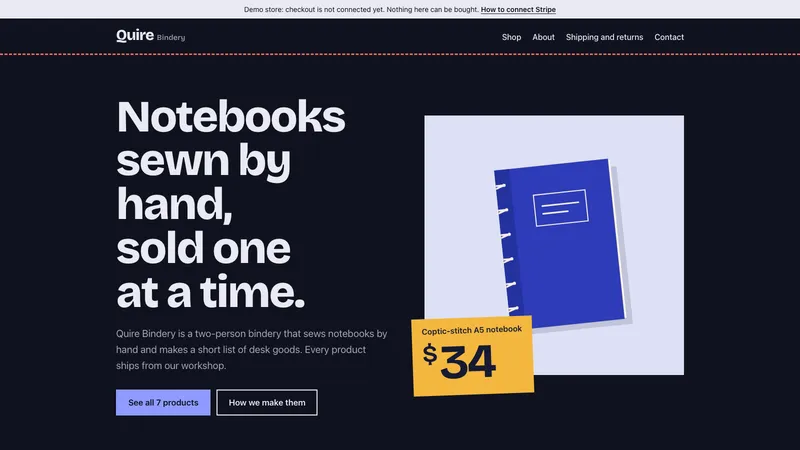 Demo store: checkout is not connected yet. Nothing here can be bought. How to connect Stripe
Quire Bindery
Shop About Shipping and returns Contact
Notebooks
sewn by
hand,
sold one
at a time.
Quire Bindery is a two-person bindery that sews notebooks by
hand and makes a short list of desk goods. Every product
ships from our workshop.
See all 7 products
How we make them
Coptic-stitch A5 notebook
$34